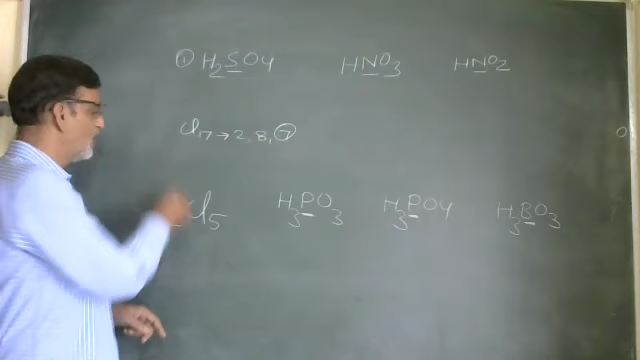 ① H2SO4 HNO3 HNO2
Cl17→2,8,7
Cl5 H3PO3 H3PO4 H3BO3